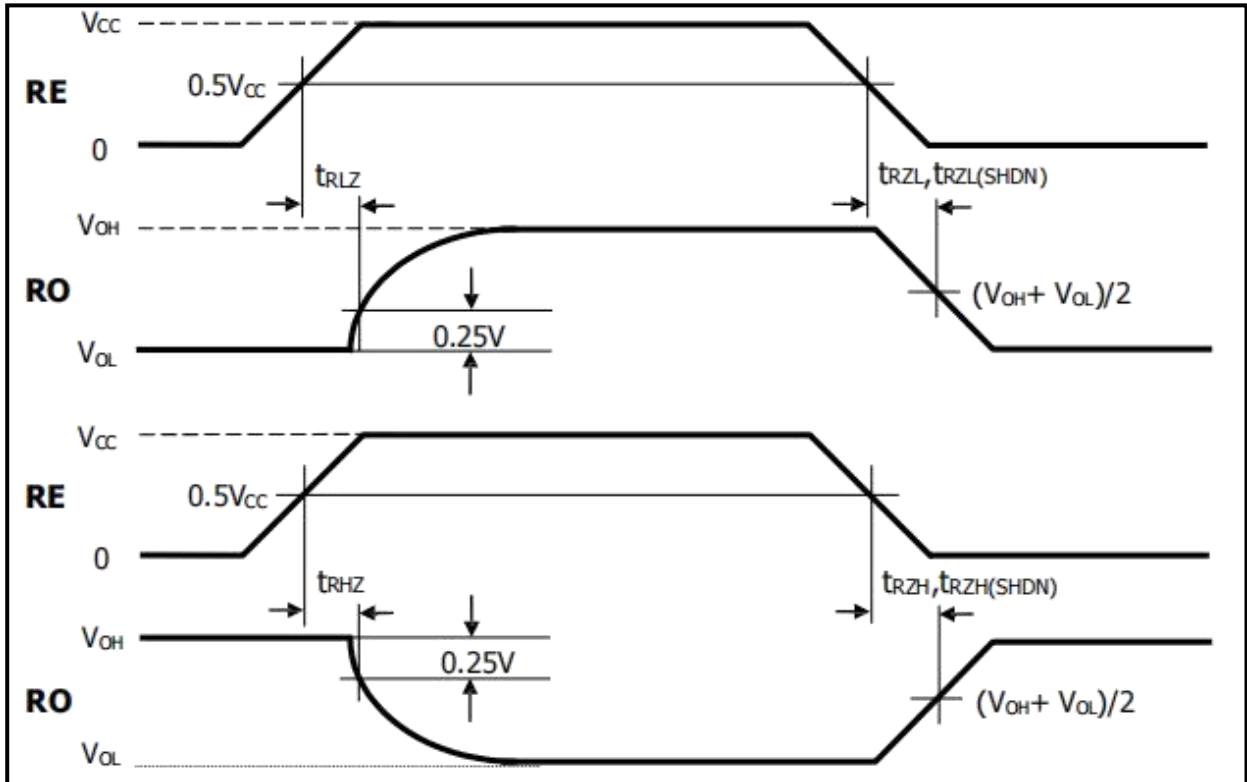 VCC
0.5VCC
RE
0
tRLZ
tRZL,tRZL(SHDN)
VOH
RO
(VOH+ VOL)/2
0.25V
VOL
VCC
RE
0.5VCC
0
tRHZ
tRZH,tRZH(SHDN)
VOH
0.25V
RO
(VOH+ VOL)/2
VOL